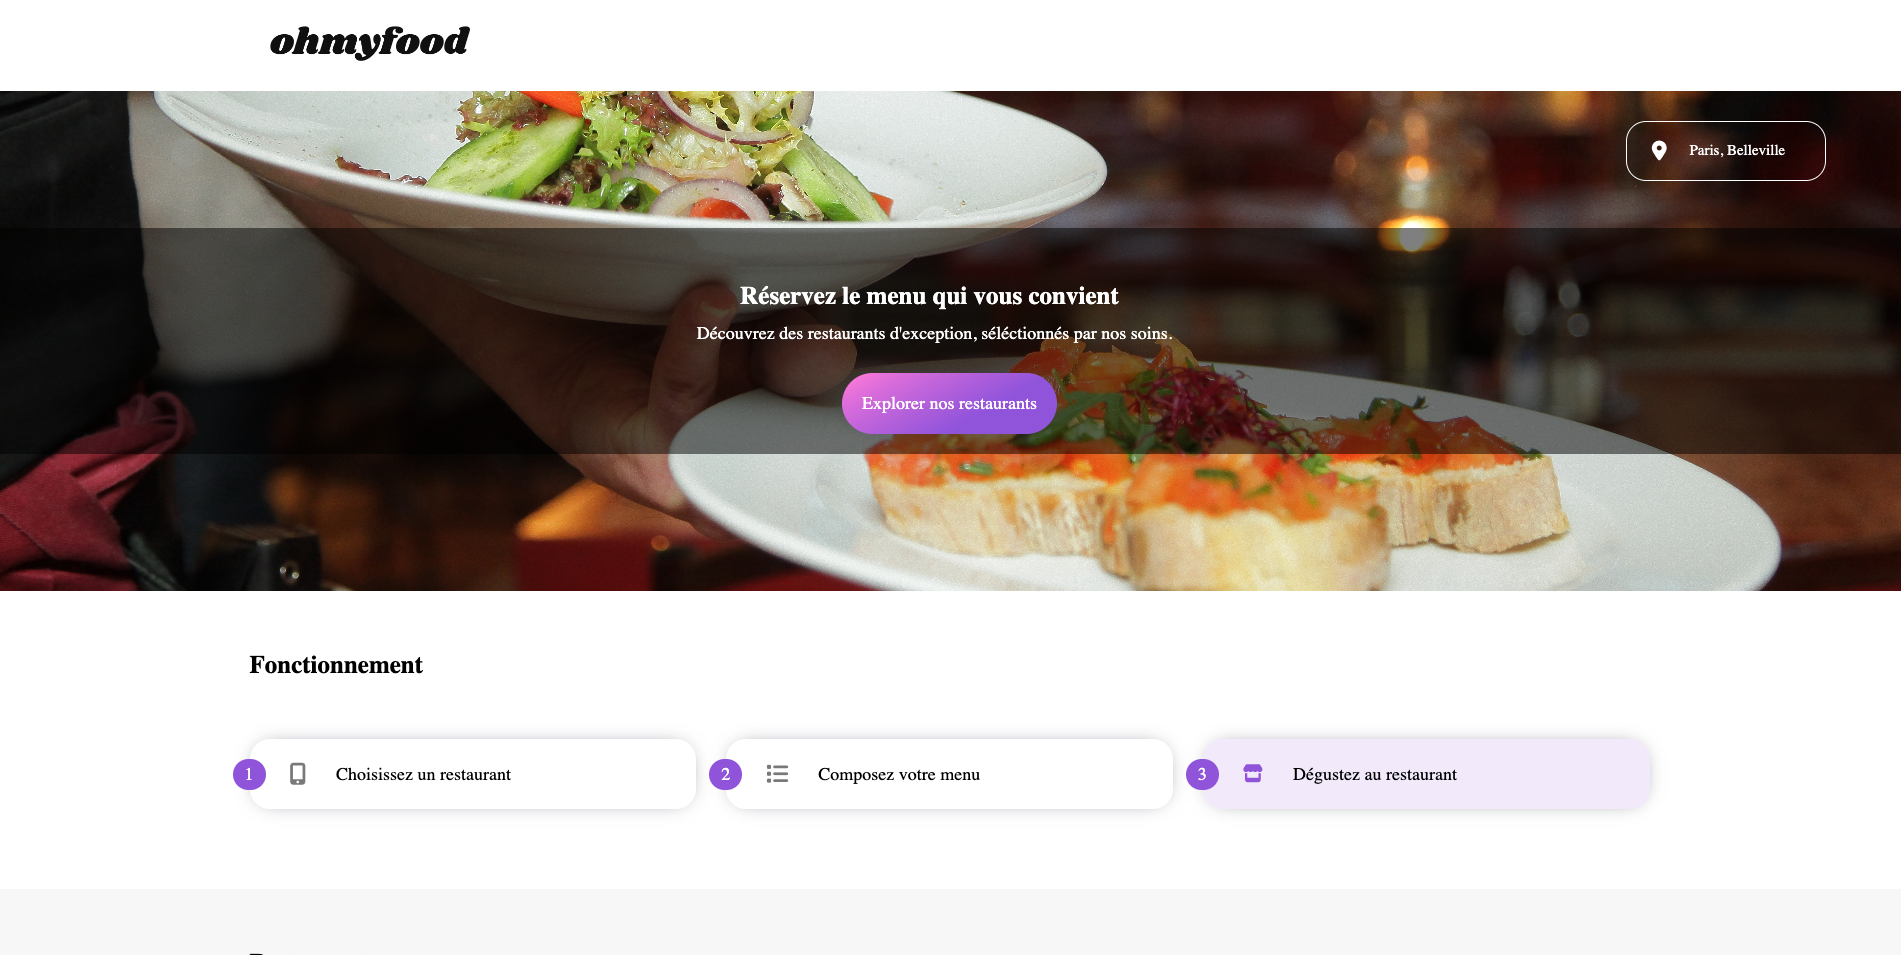 ohmyfood
Paris, Belleville
Réservez le menu qui vous convient
Découvrez des restaurants d'exception, séléctionnés par nos soins.
Explorer nos restaurants
Fonctionnement
1 Choisissez un restaurant
2 Composez votre menu
3 Dégustez au restaurant